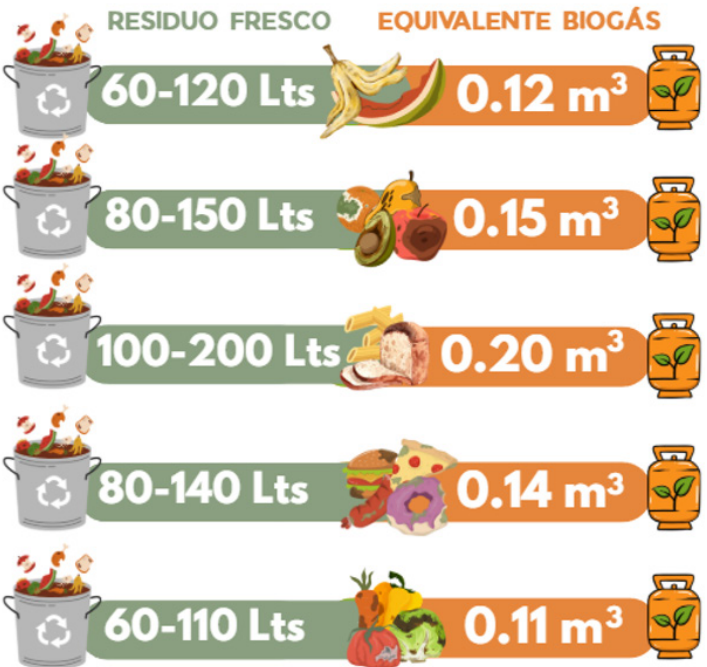 RESIDUO FRESCO EQUIVALENTE BIOGÁS
60-120 Lts 0.12 m³
80-150 Lts 0.15 m³
100-200 Lts 0.20 m³
80-140 Lts 0.14 m³
60-110 Lts 0.11 m³